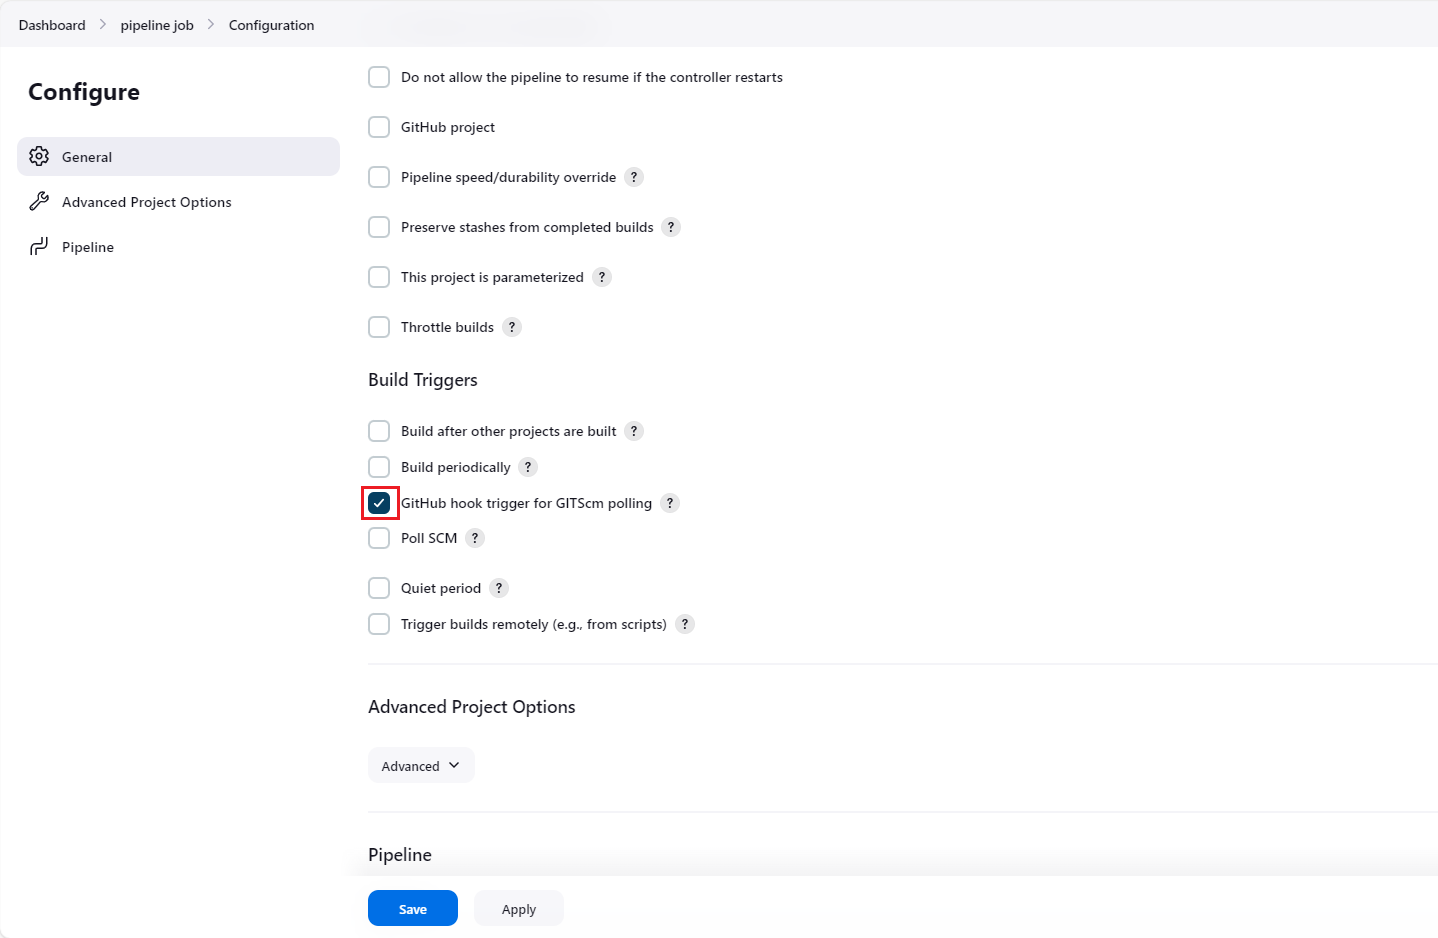 Dashboard > pipeline job > Configuration
Configure
General
Advanced Project Options
Pipeline
Do not allow the pipeline to resume if the controller restarts
GitHub project
Pipeline speed/durability override ?
Preserve stashes from completed builds ?
This project is parameterized ?
Throttle builds ?
Build Triggers
Build after other projects are built ?
Build periodically ?
GitHub hook trigger for GITScm polling ?
Poll SCM ?
Quiet period ?
Trigger builds remotely (e.g., from scripts) ?
Advanced Project Options
Advanced
Pipeline
Save Apply